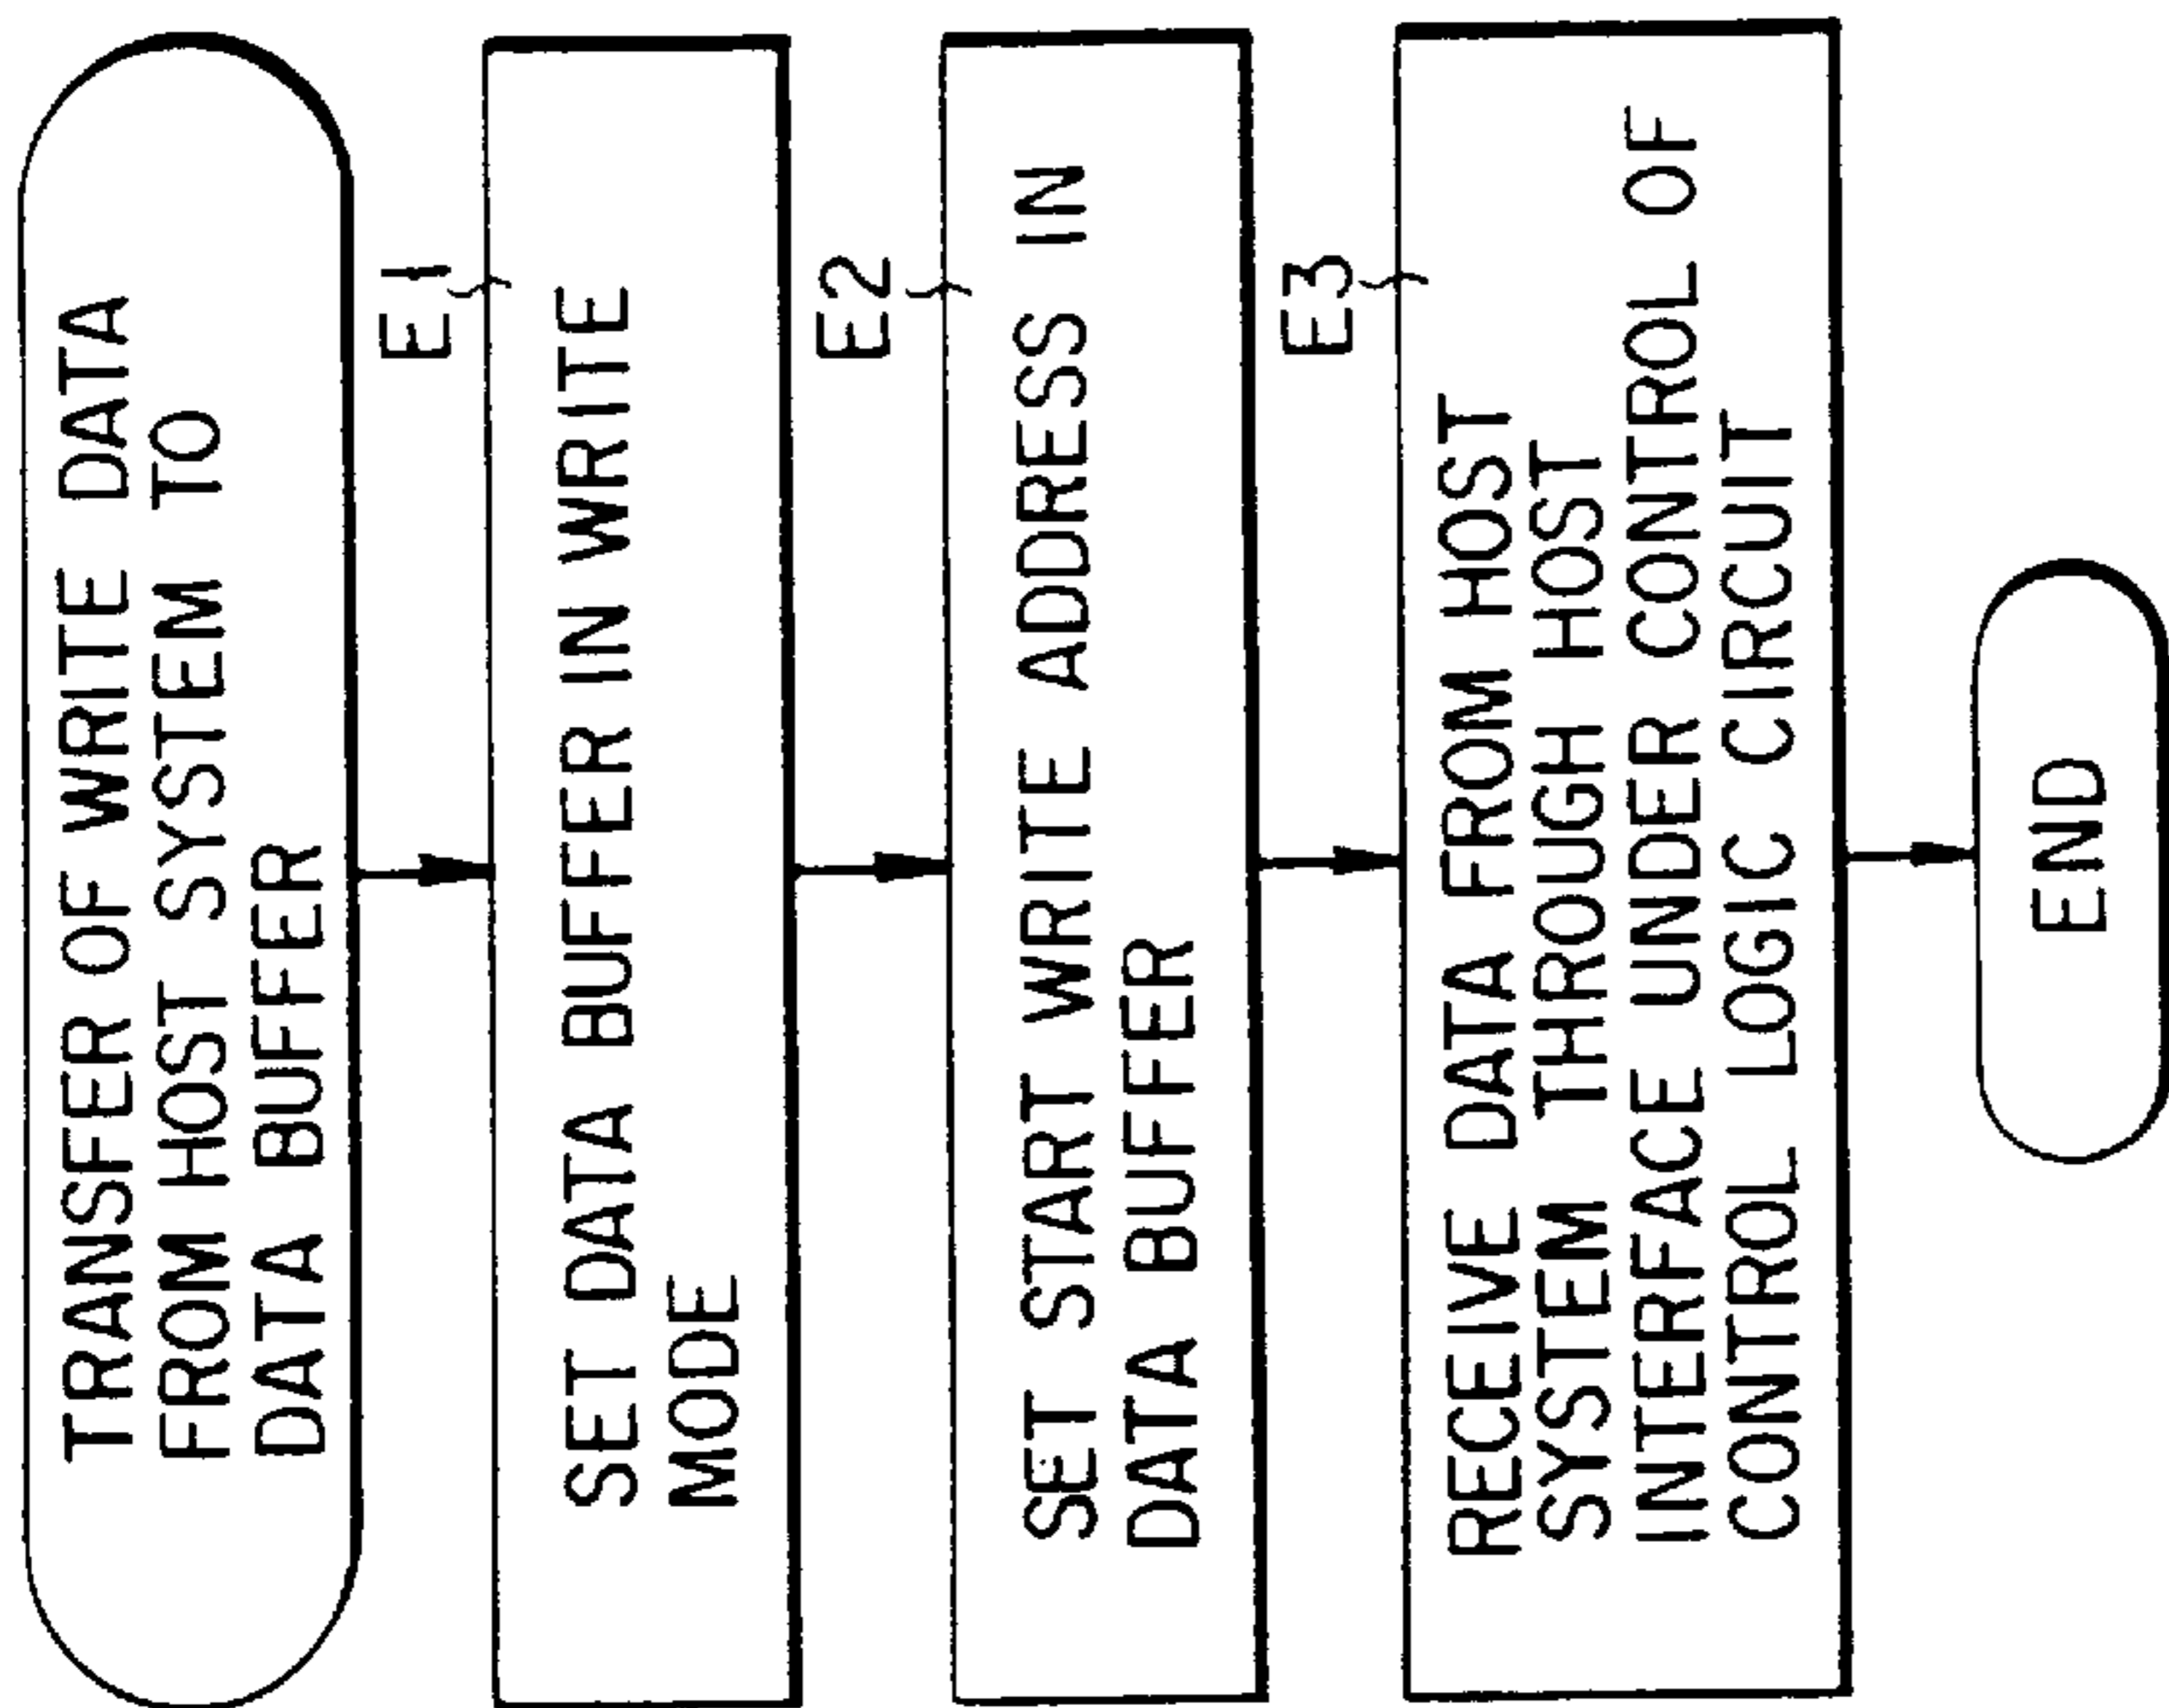 TRANSFER OF WRITE DATA
FROM HOST SYSTEM TO
DATA BUFFER
E1
SET DATA BUFFER IN WRITE
MODE
E2
SET START WRITE ADDRESS IN
DATA BUFFER
E3
RECEIVE DATA FROM HOST
SYSTEM THROUGH HOST
INTERFACE UNDER CONTROL OF
CONTROL LOGIC CIRCUIT
END